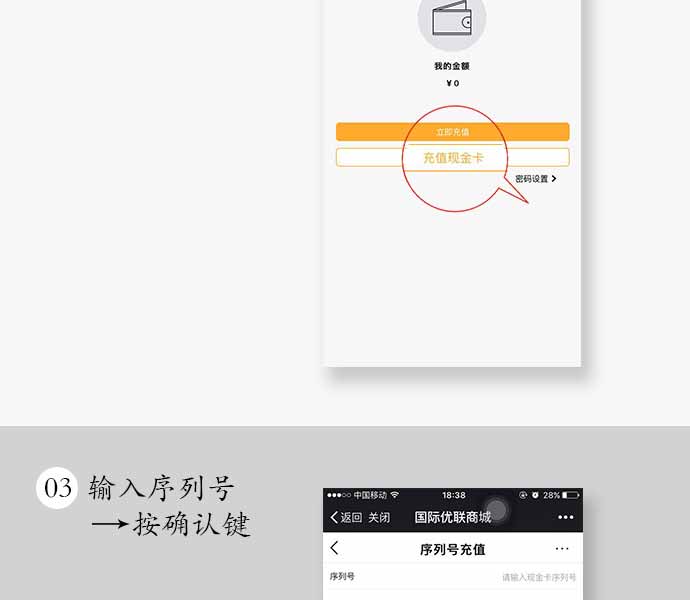 我的金额
¥ 0
立即充值
充值现金卡
密码设置
03 输入序列号
→按确认键
中国移动 18:38 28%
返回 关闭 国际优联商城
序列号充值
序列号 请输入现金卡序列号